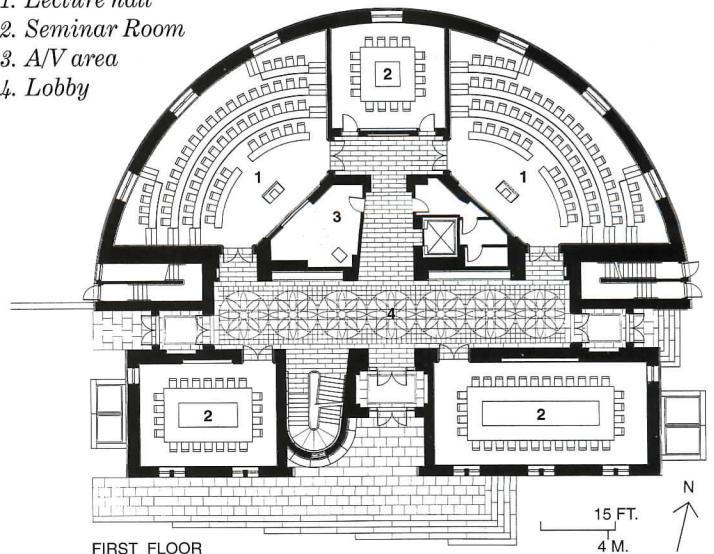 1. Lecture hall
2. Seminar Room
3. A/V area
4. Lobby
2
1
1
3
4
2
2
N
15 FT.
4 M.
FIRST FLOOR